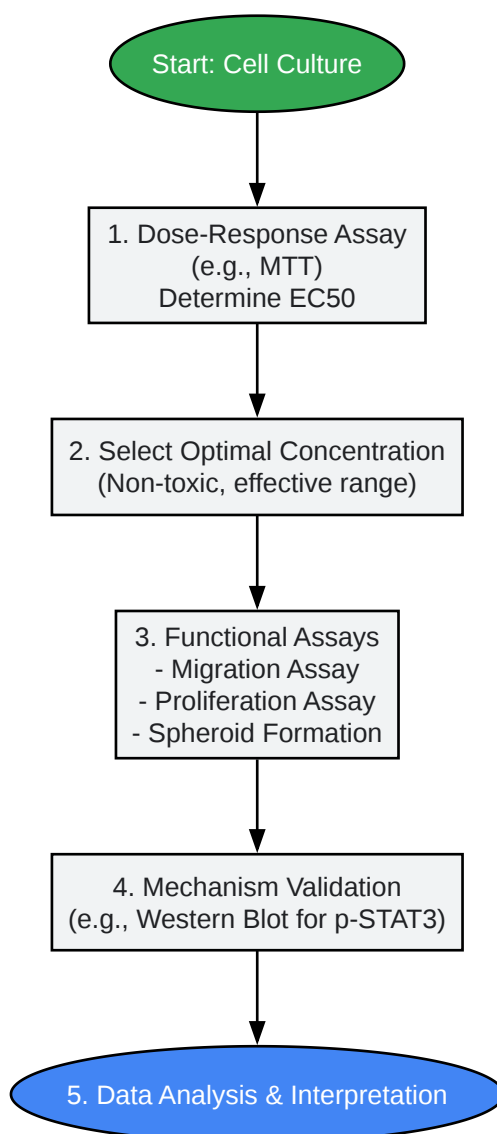 Start: Cell Culture
1. Dose-Response Assay
(e.g., MTT)
Determine EC50
2. Select Optimal Concentration
(Non-toxic, effective range)
3. Functional Assays
- Migration Assay
- Proliferation Assay
- Spheroid Formation
4. Mechanism Validation
(e.g., Western Blot for p-STAT3)
5. Data Analysis & Interpretation